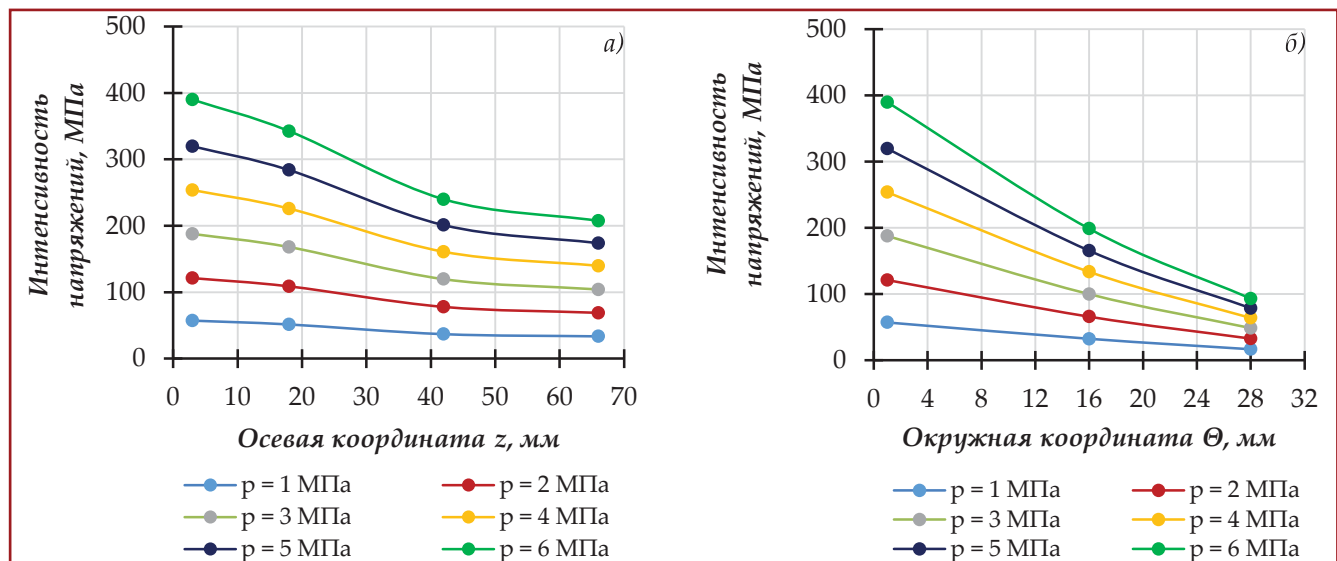 а)
Интенсивность
напряжений, МПа
500
400
300
200
100
0
0 10 20 30 40 50 60 70
Осевая координата z, мм
p = 1 МПа p = 2 МПа
p = 3 МПа p = 4 МПа
p = 5 МПа p = 6 МПа
б)
Интенсивность
напряжений, МПа
500
400
300
200
100
0
0 4 8 12 16 20 24 28 32
Окружная координата Θ, мм
p = 1 МПа p = 2 МПа
p = 3 МПа p = 4 МПа
p = 5 МПа p = 6 МПа